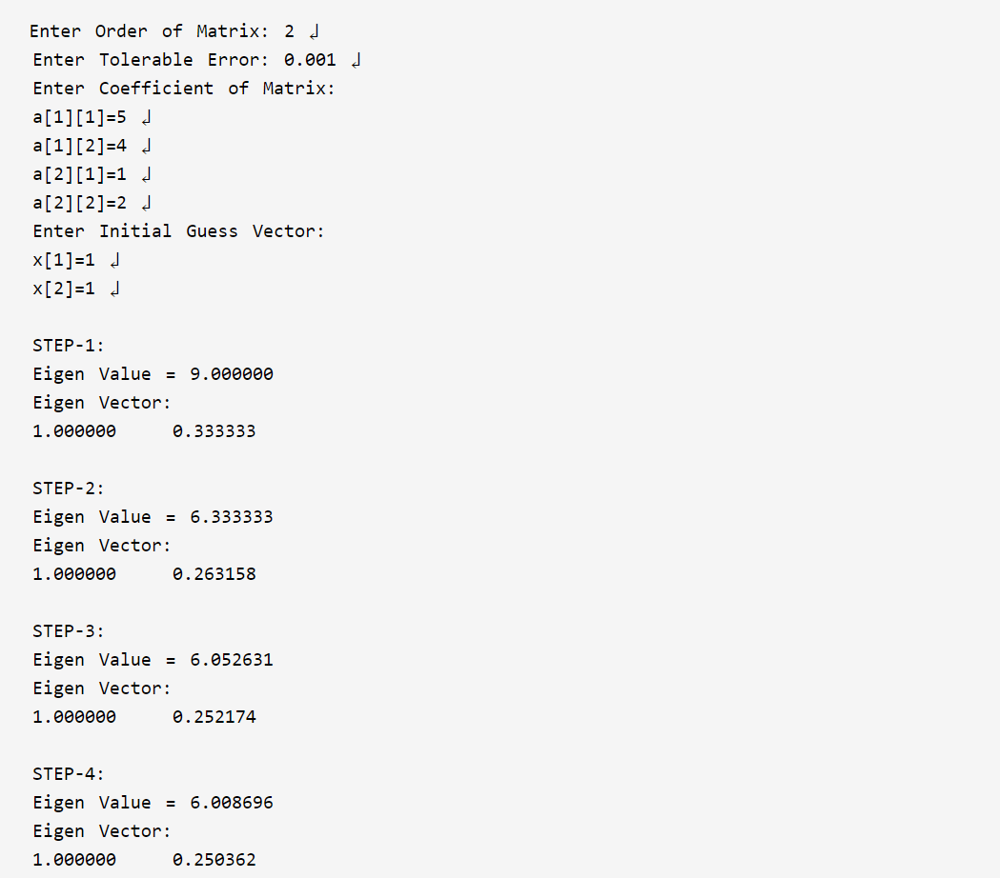 Enter Order of Matrix: 2 ↲
Enter Tolerable Error: 0.001 ↲
Enter Coefficient of Matrix:
a[1][1]=5 ↲
a[1][2]=4 ↲
a[2][1]=1 ↲
a[2][2]=2 ↲
Enter Initial Guess Vector:
x[1]=1 ↲
x[2]=1 ↲
STEP-1:
Eigen Value = 9.000000
Eigen Vector:
1.000000 0.333333
STEP-2:
Eigen Value = 6.333333
Eigen Vector:
1.000000 0.263158
STEP-3:
Eigen Value = 6.052631
Eigen Vector:
1.000000 0.252174
STEP-4:
Eigen Value = 6.008696
Eigen Vector:
1.000000 0.250362